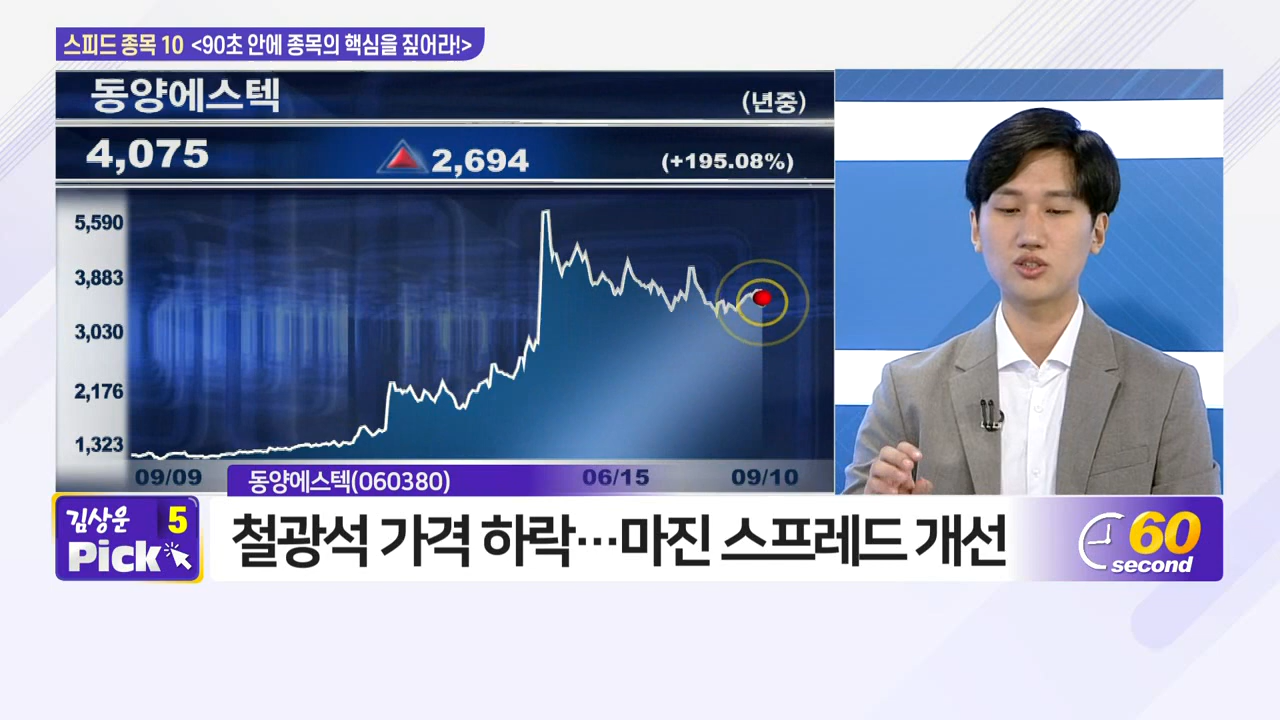 스피드 종목 10 <90초 안에 종목의 핵심을 짚어라!>
동양에스텍
(년중)
4,075
2,694
(+195.08%)
5,590
3,883
3,030
2,176
1,323
09/09
06/15
09/10
동양에스텍(060380)
김상운 5
Pick
철광석 가격 하락…마진 스프레드 개선
60
second